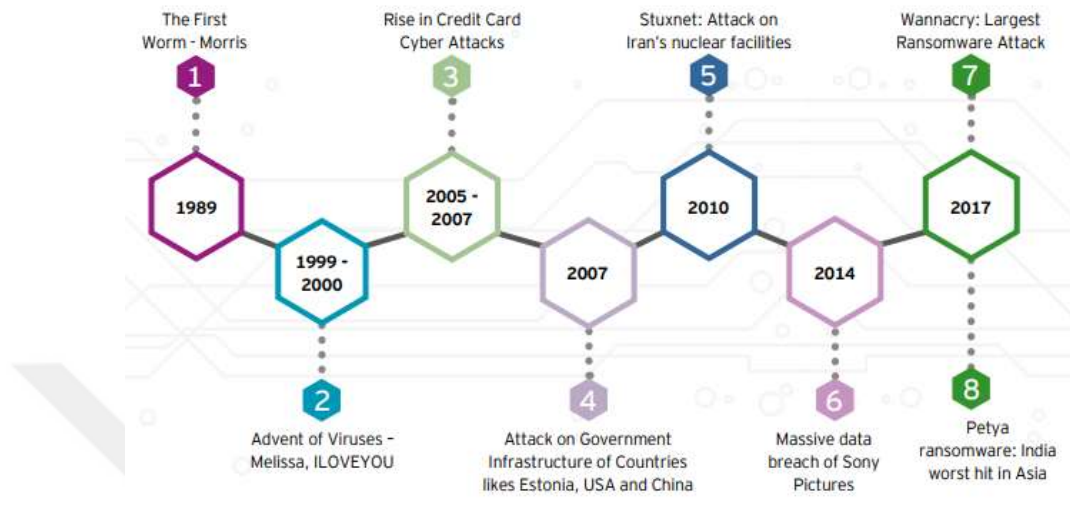 The First
Worm - Morris
1
1989
1999 -
2000
2
Advent of Viruses –
Melissa, ILOVEYOU
Rise in Credit Card
Cyber Attacks
3
2005 -
2007
2007
4
Attack on Government
Infrastructure of Countries
likes Estonia, USA and China
Stuxnet: Attack on
Iran's nuclear facilities
5
2010
2014
6
Massive data
breach of Sony
Pictures
Wannacry: Largest
Ransomware Attack
7
2017
8
Petya
ransomware: India
worst hit in Asia